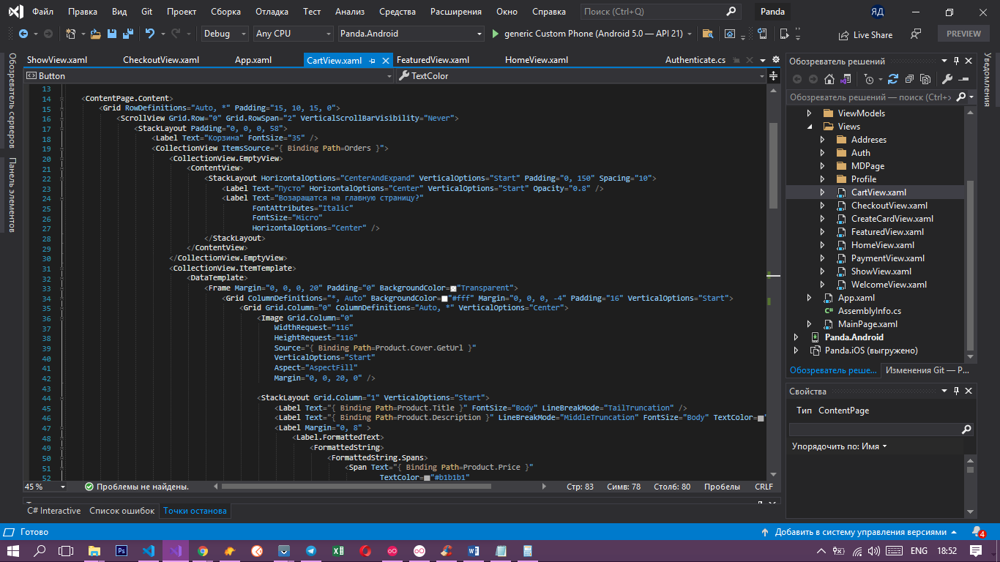 Файл Правка Вид Git Проект Сборка Отладка Тест Анализ Средства Расширения Окно Справка Поиск (Ctrl+Q) Panda ЯД
Debug Any CPU Panda.Android generic Custom Phone (Android 5.0 — API 21) Live Share PREVIEW
Обозреватель серверов
Панель элементов
ShowView.xaml CheckoutView.xaml App.xaml CartView.xaml FeaturedView.xaml HomeView.xaml Authenticate.cs
Button TextColor
13
14 <ContentPage.Content>
15 <Grid RowDefinitions="Auto, *" Padding="15, 10, 15, 0">
16 <ScrollView Grid.Row="0" Grid.RowSpan="2" VerticalScrollBarVisibility="Never">
17 <StackLayout Padding="0, 0, 0, 58">
18 <Label Text="Корзина" FontSize="35" />
19 <CollectionView ItemsSource="{ Binding Path=Orders }">
20 <CollectionView.EmptyView>
21 <ContentView>
22 <StackLayout HorizontalOptions="CenterAndExpand" VerticalOptions="Start" Padding="0, 150" Spacing="10">
23 <Label Text="Пусто" HorizontalOptions="Center" VerticalOptions="Start" Opacity="0.8" />
24 <Label Text="Возаращатся на главную страницу?"
25 FontAttributes="Italic"
26 FontSize="Micro"
27 HorizontalOptions="Center" />
28 </StackLayout>
29 </ContentView>
30 </CollectionView.EmptyView>
31 <CollectionView.ItemTemplate>
32 <DataTemplate>
33 <Frame Margin="0, 0, 0, 20" Padding="0" BackgroundColor="Transparent">
34 <Grid ColumnDefinitions="*, Auto" BackgroundColor="#fff" Margin="0, 0, 0, -4" Padding="16" VerticalOptions="Start">
35 <Grid Grid.Column="0" ColumnDefinitions="Auto, *" VerticalOptions="Center">
36 <Image Grid.Column="0"
37 WidthRequest="116"
38 HeightRequest="116"
39 Source="{ Binding Path=Product.Cover.GetUrl }"
40 VerticalOptions="Start"
41 Aspect="AspectFill"
42 Margin="0, 0, 20, 0" />
43
44 <StackLayout Grid.Column="1" VerticalOptions="Start">
45 <Label Text="{ Binding Path=Product.Title }" FontSize="Body" LineBreakMode="TailTruncation" />
46 <Label Text="{ Binding Path=Product.Description }" LineBreakMode="MiddleTruncation" FontSize="Body" TextColor="
47 <Label Margin="0, 8" >
48 <Label.FormattedText>
49 <FormattedString>
50 <FormattedString.Spans>
51 <Span Text="{ Binding Path=Product.Price }"
52 TextColor="#b1b1b1"
45 % Проблемы не найдены. Стр: 83 Симв: 78 Столб: 80 Пробелы CRLF
C# Interactive Список ошибок Точки останова
Обозреватель решений
Обозреватель решений — поиск (Ctrl+
ViewModels
Views
Addreses
Auth
MDPage
Profile
CartView.xaml
CheckoutView.xaml
CreateCardView.xaml
FeaturedView.xaml
HomeView.xaml
PaymentView.xaml
ShowView.xaml
WelcomeView.xaml
App.xaml
C# AssemblyInfo.cs
MainPage.xaml
Panda.Android
Panda.iOS (выгружено)
Обозреватель реше... Изменения Git — Р...
Свойства
Тип ContentPage
Упорядочить по: Имя
Уведомления
Готово Добавить в систему управления версиями 4
Ps ENG 18:52